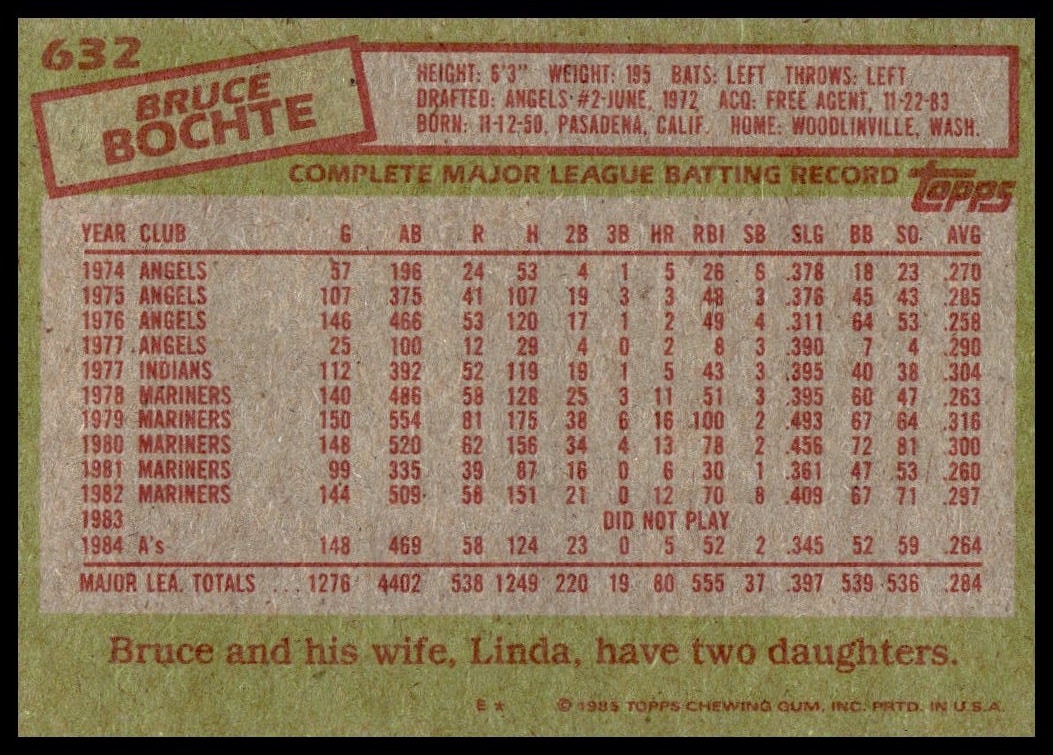 632
BRUCE
BOCHTE
HEIGHT: 6'3" WEIGHT: 195 BATS: LEFT THROWS: LEFT
DRAFTED: ANGELS #2-JUNE, 1972 ACQ: FREE AGENT, 11-22-83
BORN: 11-12-50, PASADENA, CALIF. HOME: WOODLINVILLE, WASH.
COMPLETE MAJOR LEAGUE BATTING RECORD
topps
YEAR CLUB G AB R H 2B 3B HR RBI SB SLG BB SO AVG
1974 ANGELS 57 196 24 53 4 1 5 26 6 .378 18 23 .270
1975 ANGELS 107 375 41 107 19 3 3 48 3 .376 45 43 .285
1976 ANGELS 146 466 53 120 17 1 2 49 4 .311 64 53 .258
1977 ANGELS 25 100 12 29 4 0 2 8 3 .390 7 4 .290
1977 INDIANS 112 392 52 119 19 1 5 43 3 .395 40 38 .304
1978 MARINERS 140 486 58 128 25 3 11 51 3 .395 60 47 .263
1979 MARINERS 150 554 81 175 38 6 16 100 2 .493 67 64 .316
1980 MARINERS 148 520 62 156 34 4 13 78 2 .456 72 81 .300
1981 MARINERS 99 335 39 87 16 0 6 30 1 .361 47 53 .260
1982 MARINERS 144 509 58 151 21 0 12 70 8 .409 67 71 .297
1983 DID NOT PLAY
1984 A's 148 469 58 124 23 0 5 52 2 .345 52 59 .264
MAJOR LEA. TOTALS ... 1276 4402 538 1249 220 19 80 555 37 .397 539 536 .284
Bruce and his wife, Linda, have two daughters.
E * © 1985 TOPPS CHEWING GUM, INC. PRTD. IN U.S.A.